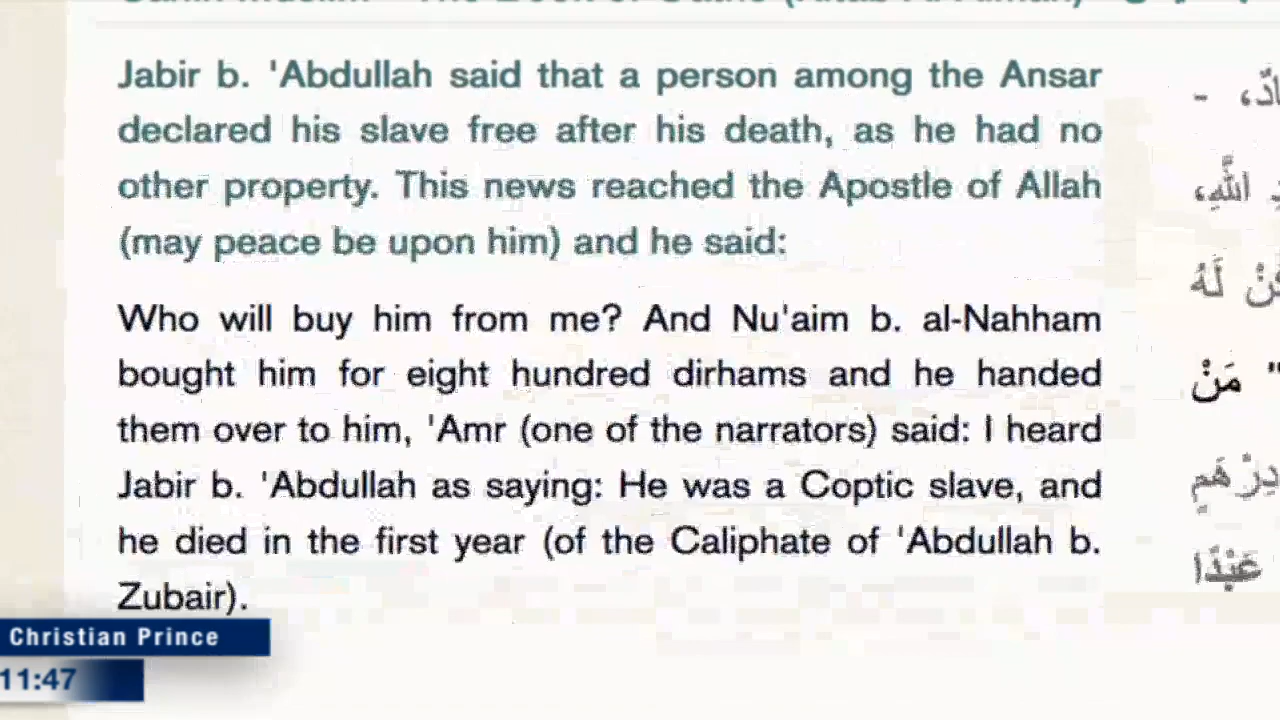 Jabir b. 'Abdullah said that a person among the Ansar
declared his slave free after his death, as he had no
other property. This news reached the Apostle of Allah
(may peace be upon him) and he said:
Who will buy him from me? And Nu'aim b. al-Nahham
bought him for eight hundred dirhams and he handed
them over to him, 'Amr (one of the narrators) said: I heard
Jabir b. 'Abdullah as saying: He was a Coptic slave, and
he died in the first year (of the Caliphate of 'Abdullah b.
Zubair).
اللَّهِ،
لَهُ
" مَنْ
دِرْهَمٍ
عَبْدًا
Christian Prince
11:47